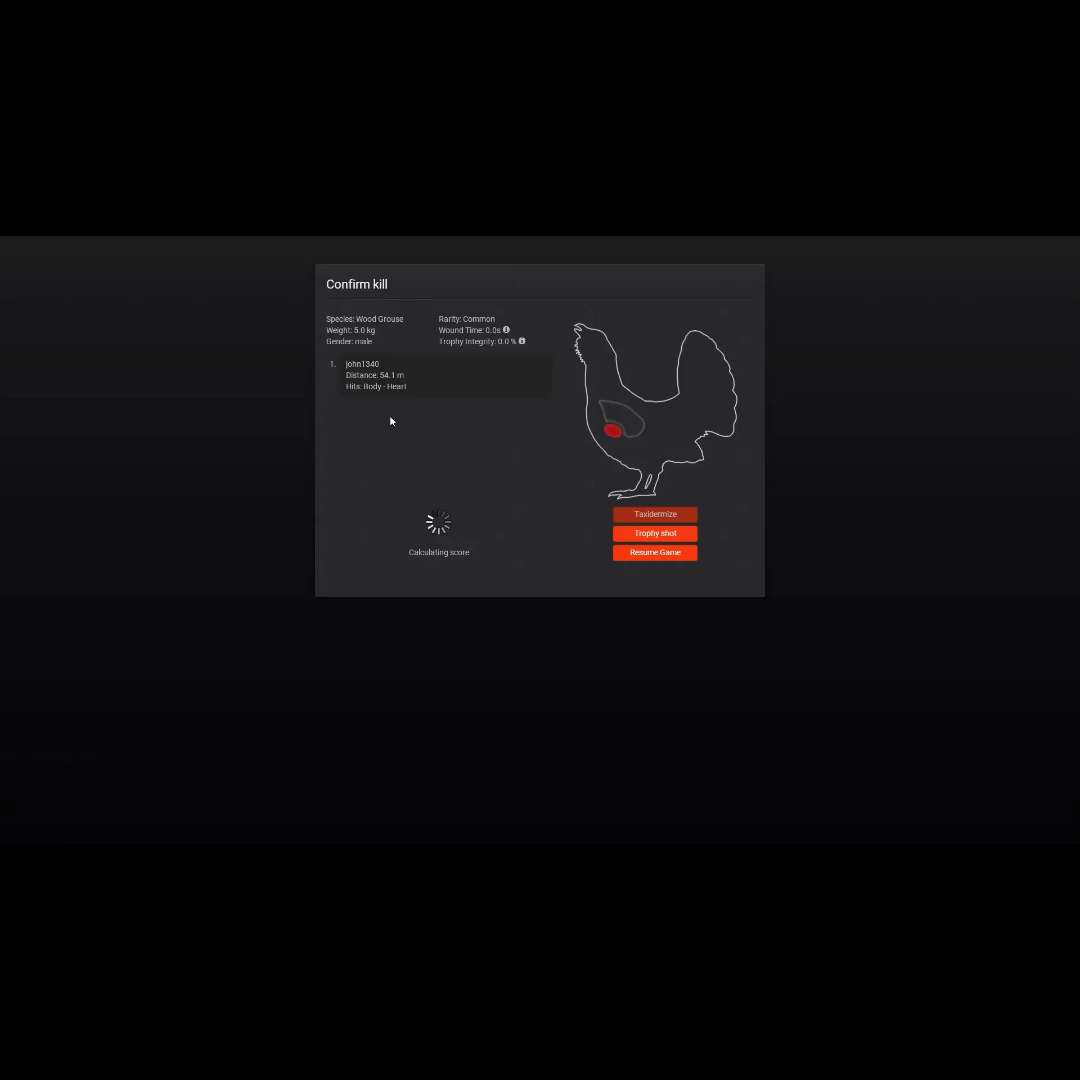 Confirm kill
Species: Wood Grouse
Weight: 5.0 kg
Gender: male
Rarity: Common
Wound Time: 0.0s
Trophy Integrity: 0.0 %
1. john1340
Distance: 54.1 m
Hits: Body - Heart
Calculating score
Taxidermize
Trophy shot
Resume Game